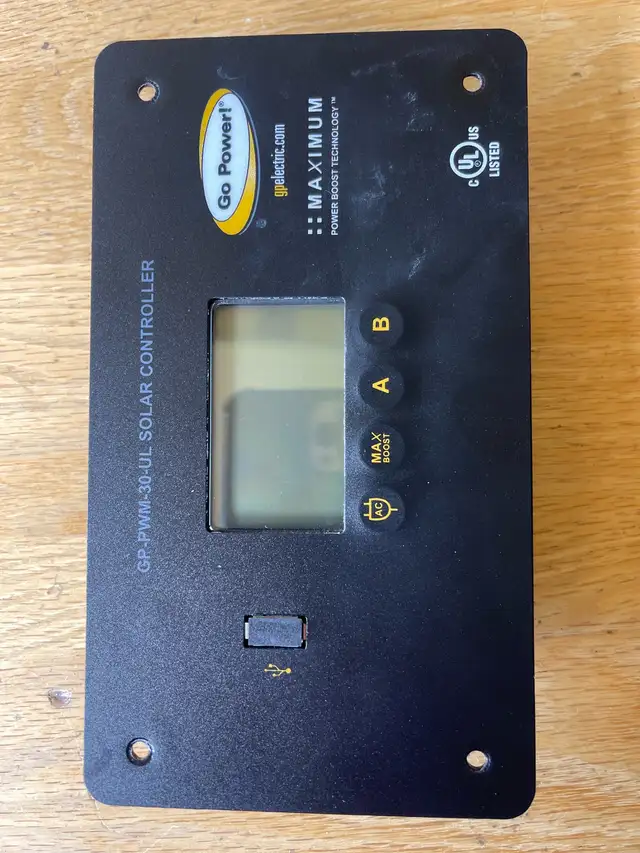 GP-PWM-30-UL SOLAR CONTROLLER
Go Power!®
gpelectric.com
MAXIMUM
POWER BOOST TECHNOLOGY™
AC
MAX
BOOST
A
B
C UL US
LISTED